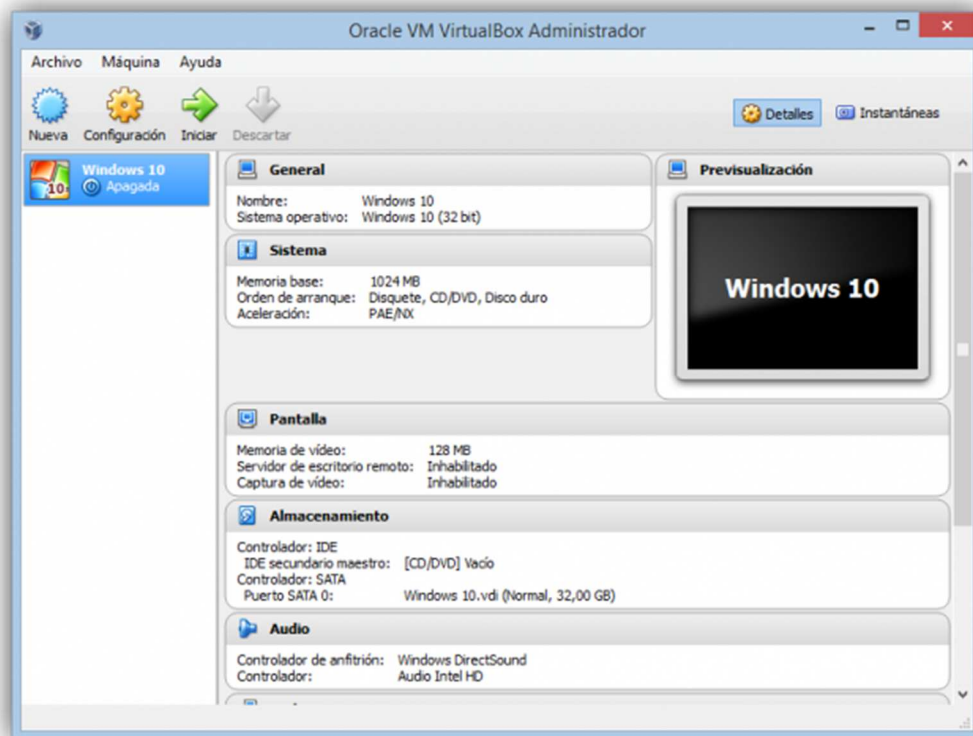 Oracle VM VirtualBox Administrador
Archivo Máquina Ayuda
Nueva Configuración Iniciar Descartar
Detalles Instantáneas
Windows 10
Apagada
10
General
Nombre: Windows 10
Sistema operativo: Windows 10 (32 bit)
Sistema
Memoria base: 1024 MB
Orden de arranque: Disquete, CD/DVD, Disco duro
Aceleración: PAE/NX
Previsualización
Windows 10
Pantalla
Memoria de vídeo: 128 MB
Servidor de escritorio remoto: Inhabilitado
Captura de vídeo: Inhabilitado
Almacenamiento
Controlador: IDE
IDE secundario maestro: [CD/DVD] Vacío
Controlador: SATA
Puerto SATA 0: Windows 10.vdi (Normal, 32,00 GB)
Audio
Controlador de anfitrión: Windows DirectSound
Controlador: Audio Intel HD